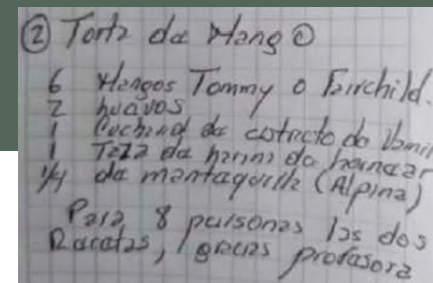 ② Torta de Mango
6 Mangos Tommy o Fairchild.
2 huevos
1 Cuchara de extracto de
1 Taza de harina de hornear
1/4 de mantequilla (Alpina)
Para 8 personas las dos
Recetas, gracias profesora